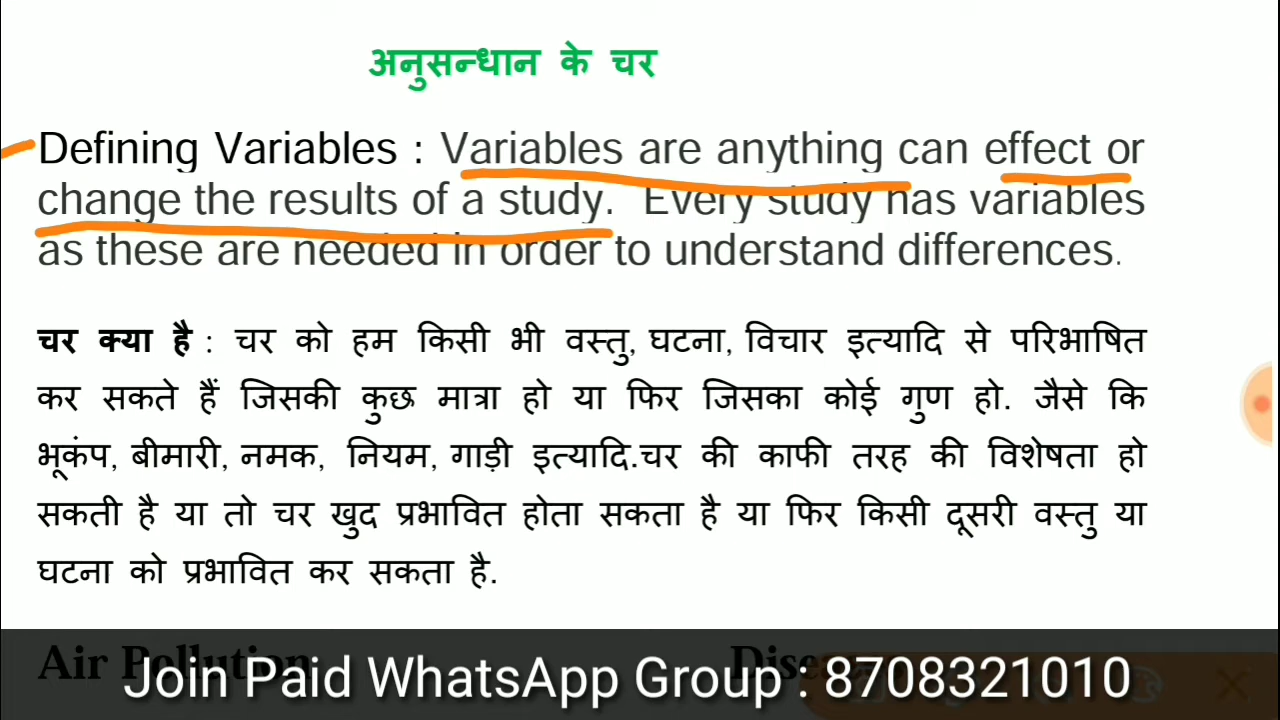 अनुसन्धान के चर
Defining Variables : Variables are anything can effect or
change the results of a study. Every study has variables
as these are needed in order to understand differences.
चर क्या है : चर को हम किसी भी वस्तु, घटना, विचार इत्यादि से परिभाषित
कर सकते हैं जिसकी कुछ मात्रा हो या फिर जिसका कोई गुण हो. जैसे कि
भूकंप, बीमारी, नमक, नियम, गाड़ी इत्यादि.चर की काफी तरह की विशेषता हो
सकती है या तो चर खुद प्रभावित होता सकता है या फिर किसी दूसरी वस्तु या
घटना को प्रभावित कर सकता है.
Air Pollution
Join Paid WhatsApp Group : 8708321010